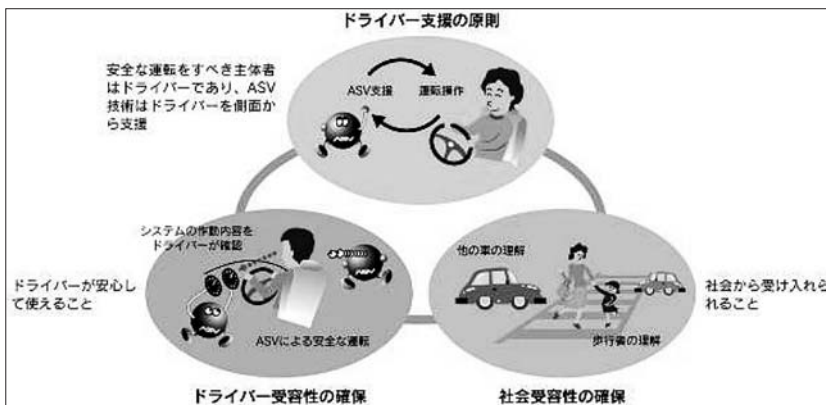 ドライバー支援の原則
安全な運転をすべき主体者
はドライバーであり、ASV
技術はドライバーを側面か
ら支援
ASV支援
運転操作
システムの作動内容を
ドライバーが確認
ASVによる安全な運転
ドライバーが安心し
て使えること
ドライバー受容性の確保
他の車の理解
歩行者の理解
社会から受け入れら
れること
社会受容性の確保